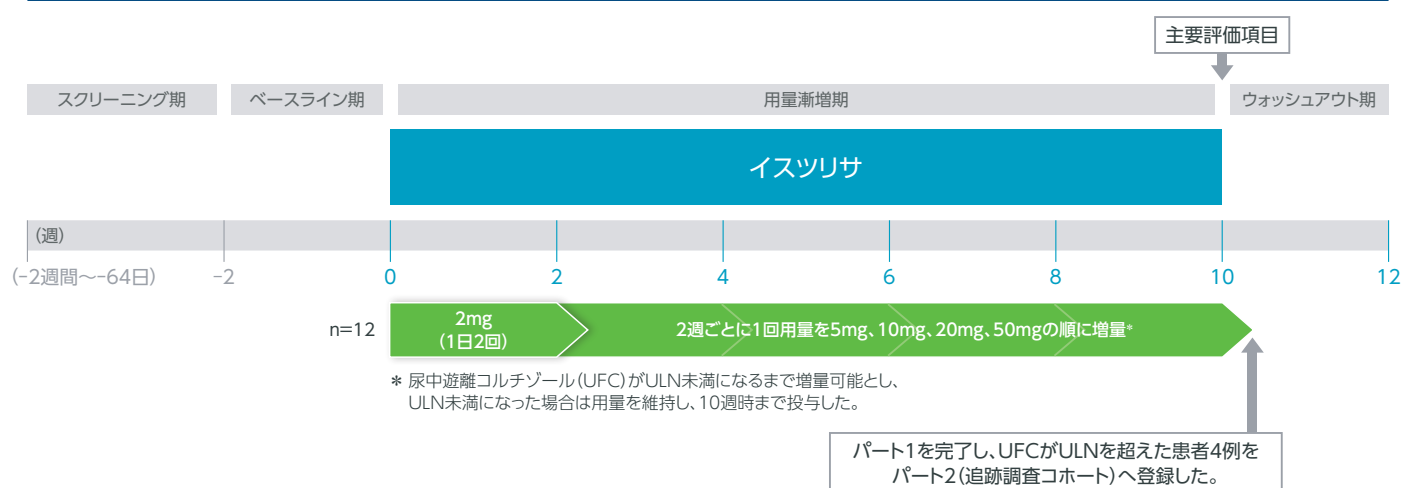 主要評価項目
スクリーニング期
ベースライン期
用量漸増期
ウォッシュアウト期
イスツリサ
(週)
(-2週間～-64日)
-2
0
2
4
6
8
10
12
n=12
2mg
(1日2回)
2週ごとに1回用量を5mg、10mg、20mg、50mgの順に増量*
* 尿中遊離コルチゾール(UFC)がULN未満になるまで増量可能とし、
ULN未満になった場合は用量を維持し、10週時まで投与した。
パート1を完了し、UFCがULNを超えた患者4例を
パート2(追跡調査コホート)へ登録した。